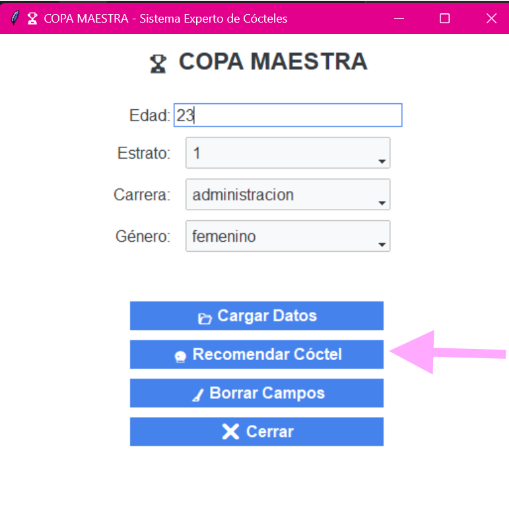 COPA MAESTRA - Sistema Experto de Cócteles
COPA MAESTRA
Edad: 23
Estrato: 1
Carrera: administracion
Género: femenino
Cargar Datos
Recomendar Cóctel
Borrar Campos
Cerrar